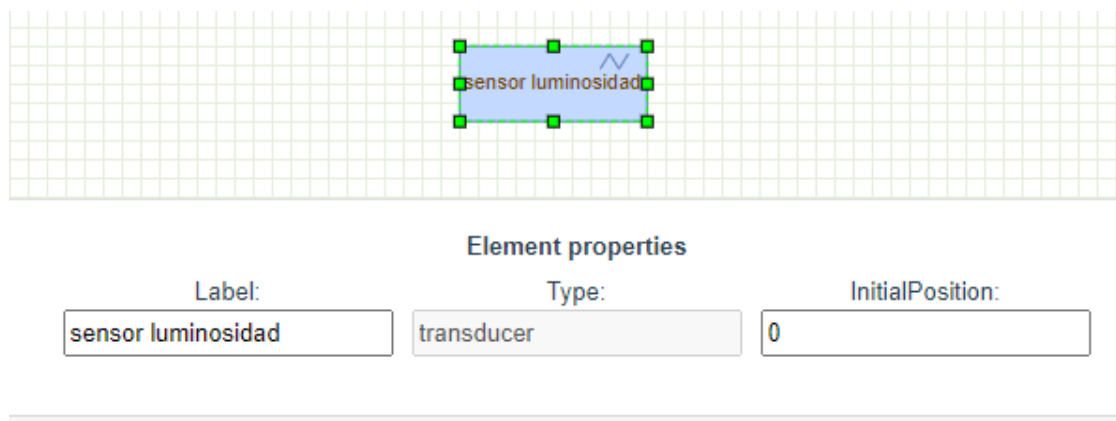 sensor luminosidad
Element properties
Label: Type: InitialPosition:
sensor luminosidad transducer 0